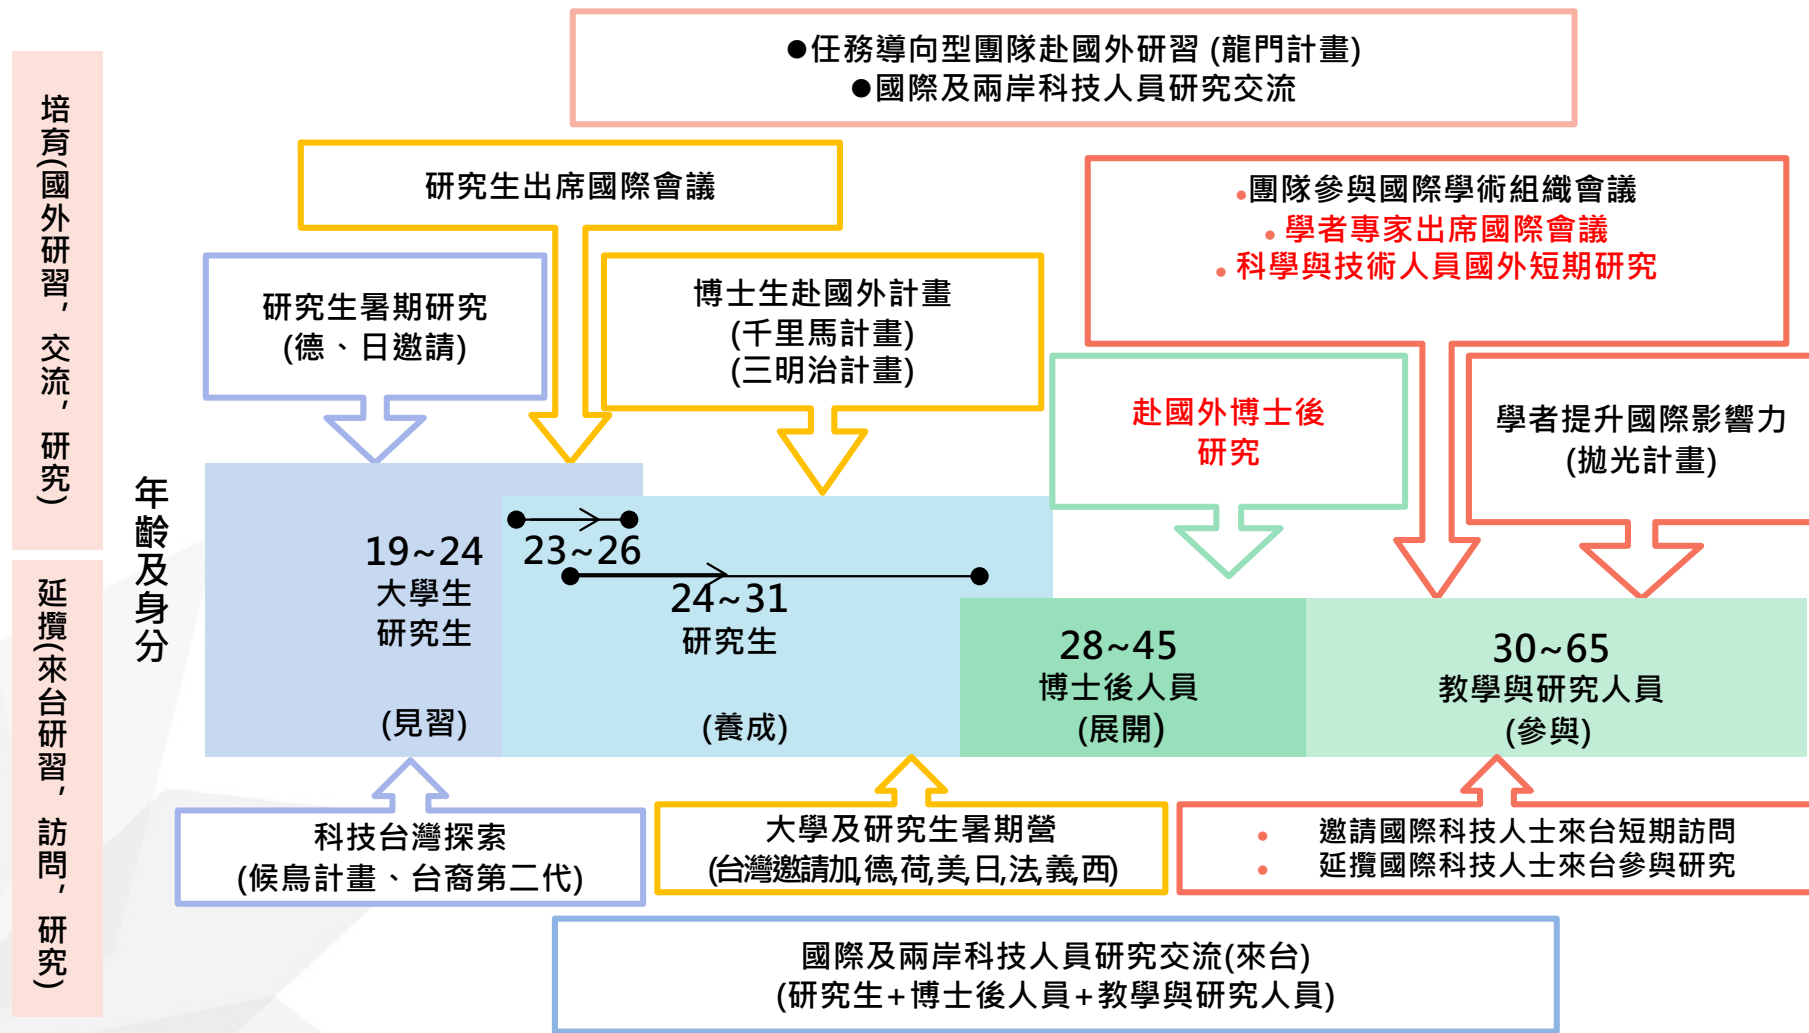 ●任務導向型團隊赴國外研習 (龍門計畫)
●國際及兩岸科技人員研究交流
培育(國外研習，交流，研究)
研究生出席國際會議
•團隊參與國際學術組織會議
•學者專家出席國際會議
•科學與技術人員國外短期研究
研究生暑期研究
(德、日邀請)
博士生赴國外計畫
(千里馬計畫)
(三明治計畫)
赴國外博士後
研究
學者提升國際影響力
(拋光計畫)
年齡及身分
19~24
大學生
研究生
(見習)
23~26
24~31
研究生
(養成)
28~45
博士後人員
(展開)
30~65
教學與研究人員
(參與)
延攬(來台研習，訪問，研究)
科技台灣探索
(候鳥計畫、台裔第二代)
大學及研究生暑期營
(台灣邀請加,德,荷,美,日,法,義,西)
• 邀請國際科技人士來台短期訪問
• 延攬國際科技人士來台參與研究
國際及兩岸科技人員研究交流(來台)
(研究生+博士後人員+教學與研究人員)